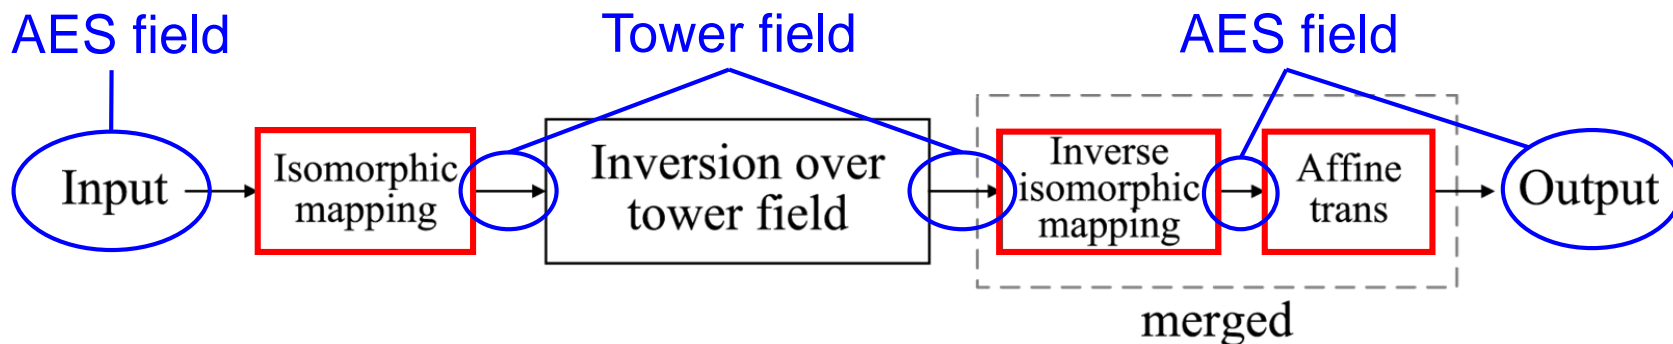 AES field
Tower field
AES field
Input
Isomorphic
mapping
Inversion over
tower field
Inverse
isomorphic
mapping
Affine
trans
Output
merged